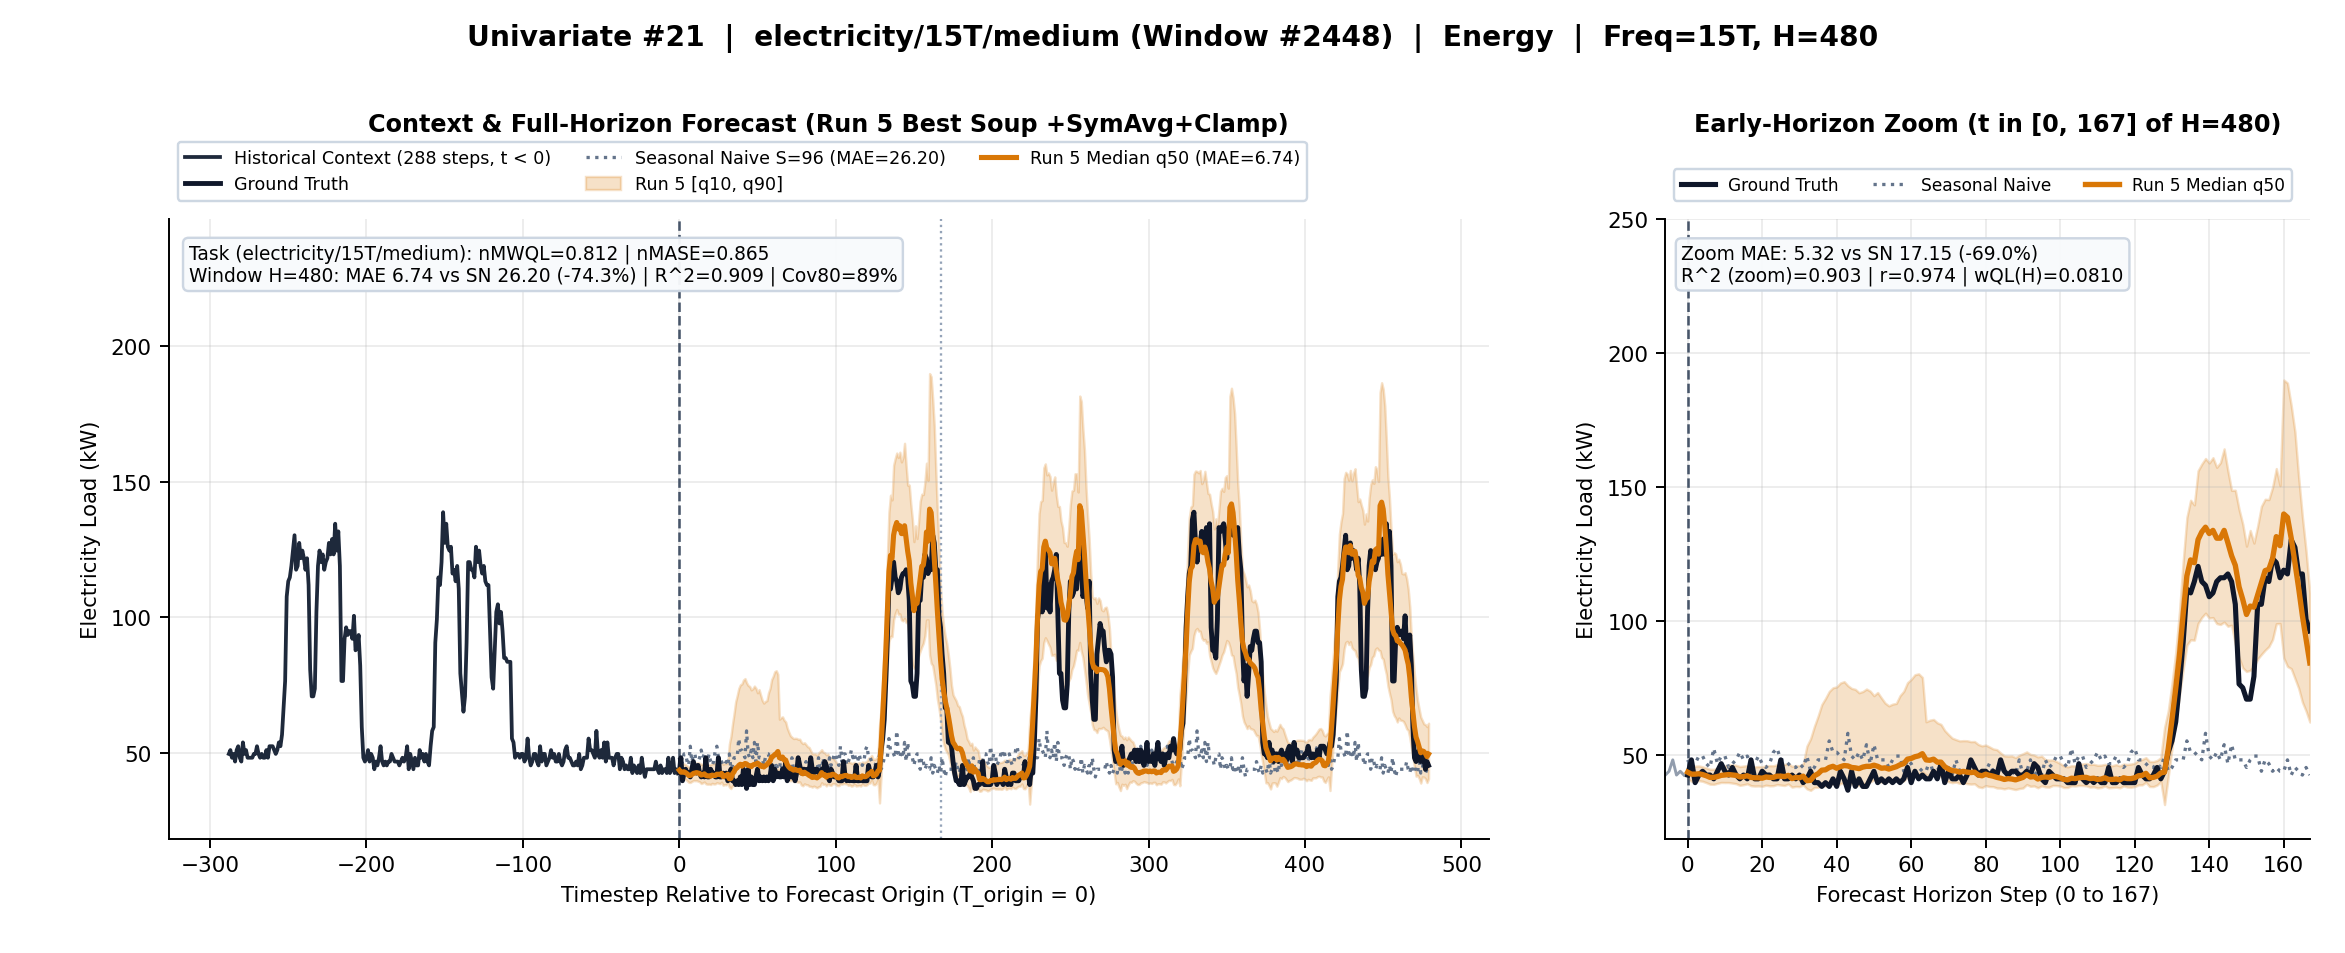 Univariate #21 | electricity/15T/medium (Window #2448) | Energy | Freq=15T, H=480
Context & Full-Horizon Forecast (Run 5 Best Soup +SymAvg+Clamp)
Historical Context (288 steps, t < 0)
Ground Truth
Seasonal Naive S=96 (MAE=26.20)
Run 5 [q10, q90]
Run 5 Median q50 (MAE=6.74)
Task (electricity/15T/medium): nMWQL=0.812 | nMASE=0.865
Window H=480: MAE 6.74 vs SN 26.20 (-74.3%) | R^2=0.909 | Cov80=89%
Electricity Load (kW)
200
150
100
50
−300 −200 −100 0 100 200 300 400 500
Timestep Relative to Forecast Origin (T_origin = 0)
Early-Horizon Zoom (t in [0, 167] of H=480)
Ground Truth Seasonal Naive Run 5 Median q50
Zoom MAE: 5.32 vs SN 17.15 (-69.0%)
R^2 (zoom)=0.903 | r=0.974 | wQL(H)=0.0810
Electricity Load (kW)
250
200
150
100
50
0 20 40 60 80 100 120 140 160
Forecast Horizon Step (0 to 167)